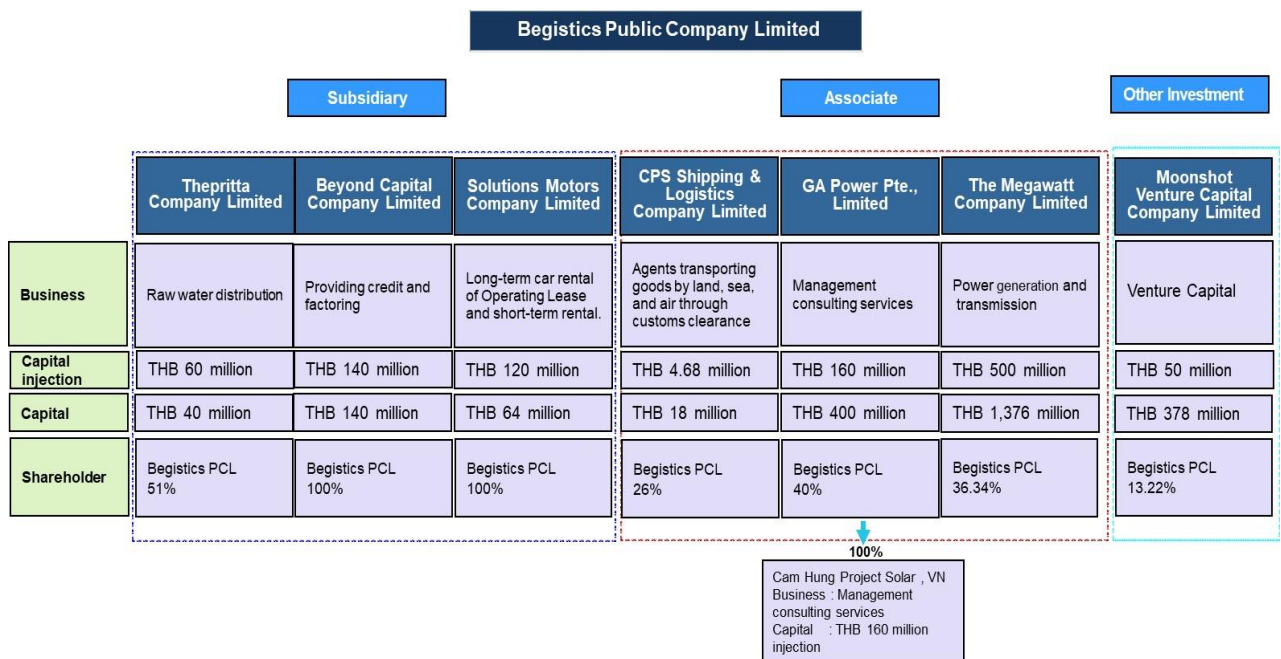 Begistics Public Company Limited
Subsidiary
Associate
Other Investment
Thepritta
Company Limited
Beyond Capital
Company Limited
Solutions Motors
Company Limited
CPS Shipping &
Logistics
Company Limited
GA Power Pte.,
Limited
The Megawatt
Company Limited
Moonshot
Venture Capital
Company Limited
Business
Raw water distribution
Providing credit and
factoring
Long-term car rental
of Operating Lease
and short-term rental.
Agents transporting
goods by land, sea,
and air through
customs clearance
Management
consulting services
Power generation and
transmission
Venture Capital
Capital
injection
THB 60 million
THB 140 million
THB 120 million
THB 4.68 million
THB 160 million
THB 500 million
THB 50 million
Capital
THB 40 million
THB 140 million
THB 64 million
THB 18 million
THB 400 million
THB 1,376 million
THB 378 million
Shareholder
Begistics PCL
51%
Begistics PCL
100%
Begistics PCL
100%
Begistics PCL
26%
Begistics PCL
40%
Begistics PCL
36.34%
Begistics PCL
13.22%
100%
Cam Hung Project Solar , VN
Business : Management
consulting services
Capital : THB 160 million
injection